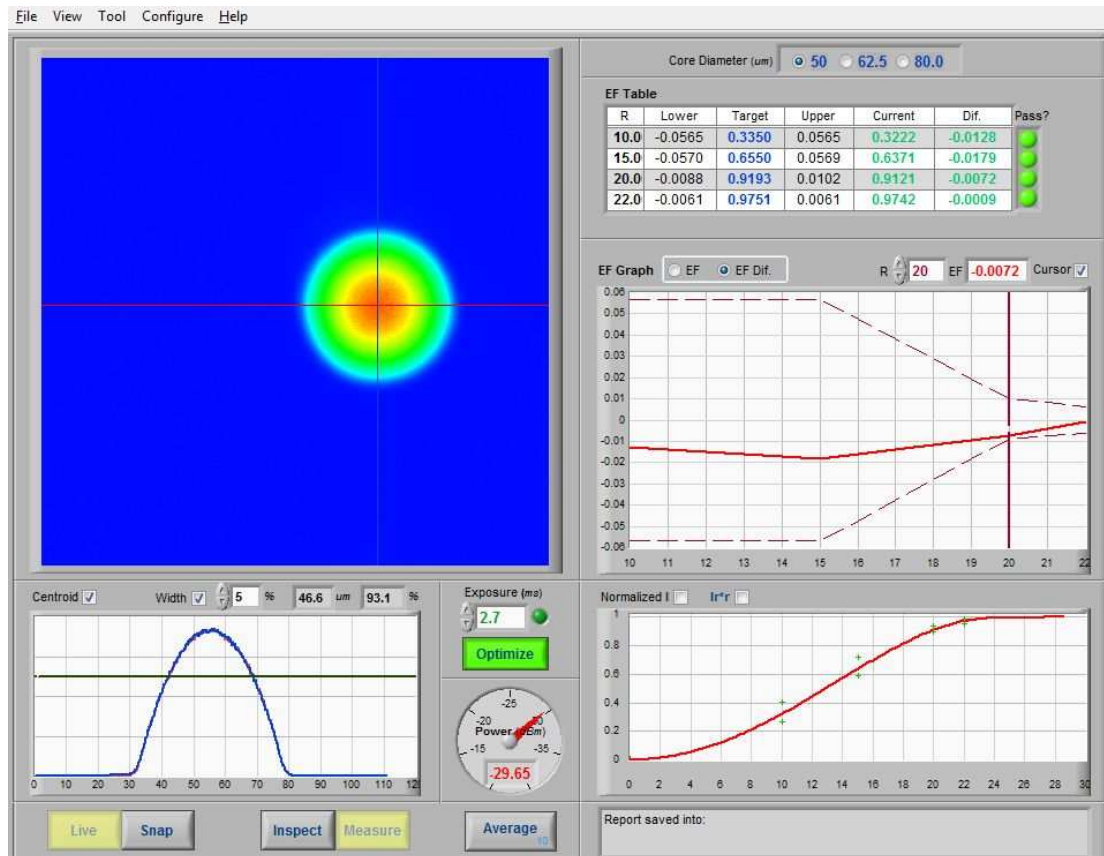 File View Tool Configure Help
Core Diameter (um) 50 62.5 80.0
EF Table
R Lower Target Upper Current Dif. Pass?
10.0 -0.0565 0.3350 0.0565 0.3222 -0.0128
15.0 -0.0570 0.6550 0.0569 0.6371 -0.0179
20.0 -0.0088 0.9193 0.0102 0.9121 -0.0072
22.0 -0.0061 0.9751 0.0061 0.9742 -0.0009
EF Graph EF EF Dif. R 20 EF -0.0072 Cursor
0.06
0.05
0.04
0.03
0.02
0.01
0
-0.01
-0.02
-0.03
-0.04
-0.05
-0.06
10 11 12 13 14 15 16 17 18 19 20 21 22
Centroid Width 5 % 46.6 um 93.1 %
0 10 20 30 40 50 60 70 80 90 100 110 120
Exposure (ms)
2.7
Optimize
-25
-20 -30
Power (dBm)
-15 -35
-29.65
Normalized I Ir*r
1
0.8
0.6
0.4
0.2
0
0 2 4 6 8 10 12 14 16 18 20 22 24 26 28 30
Live Snap Inspect Measure Average
10
Report saved into: